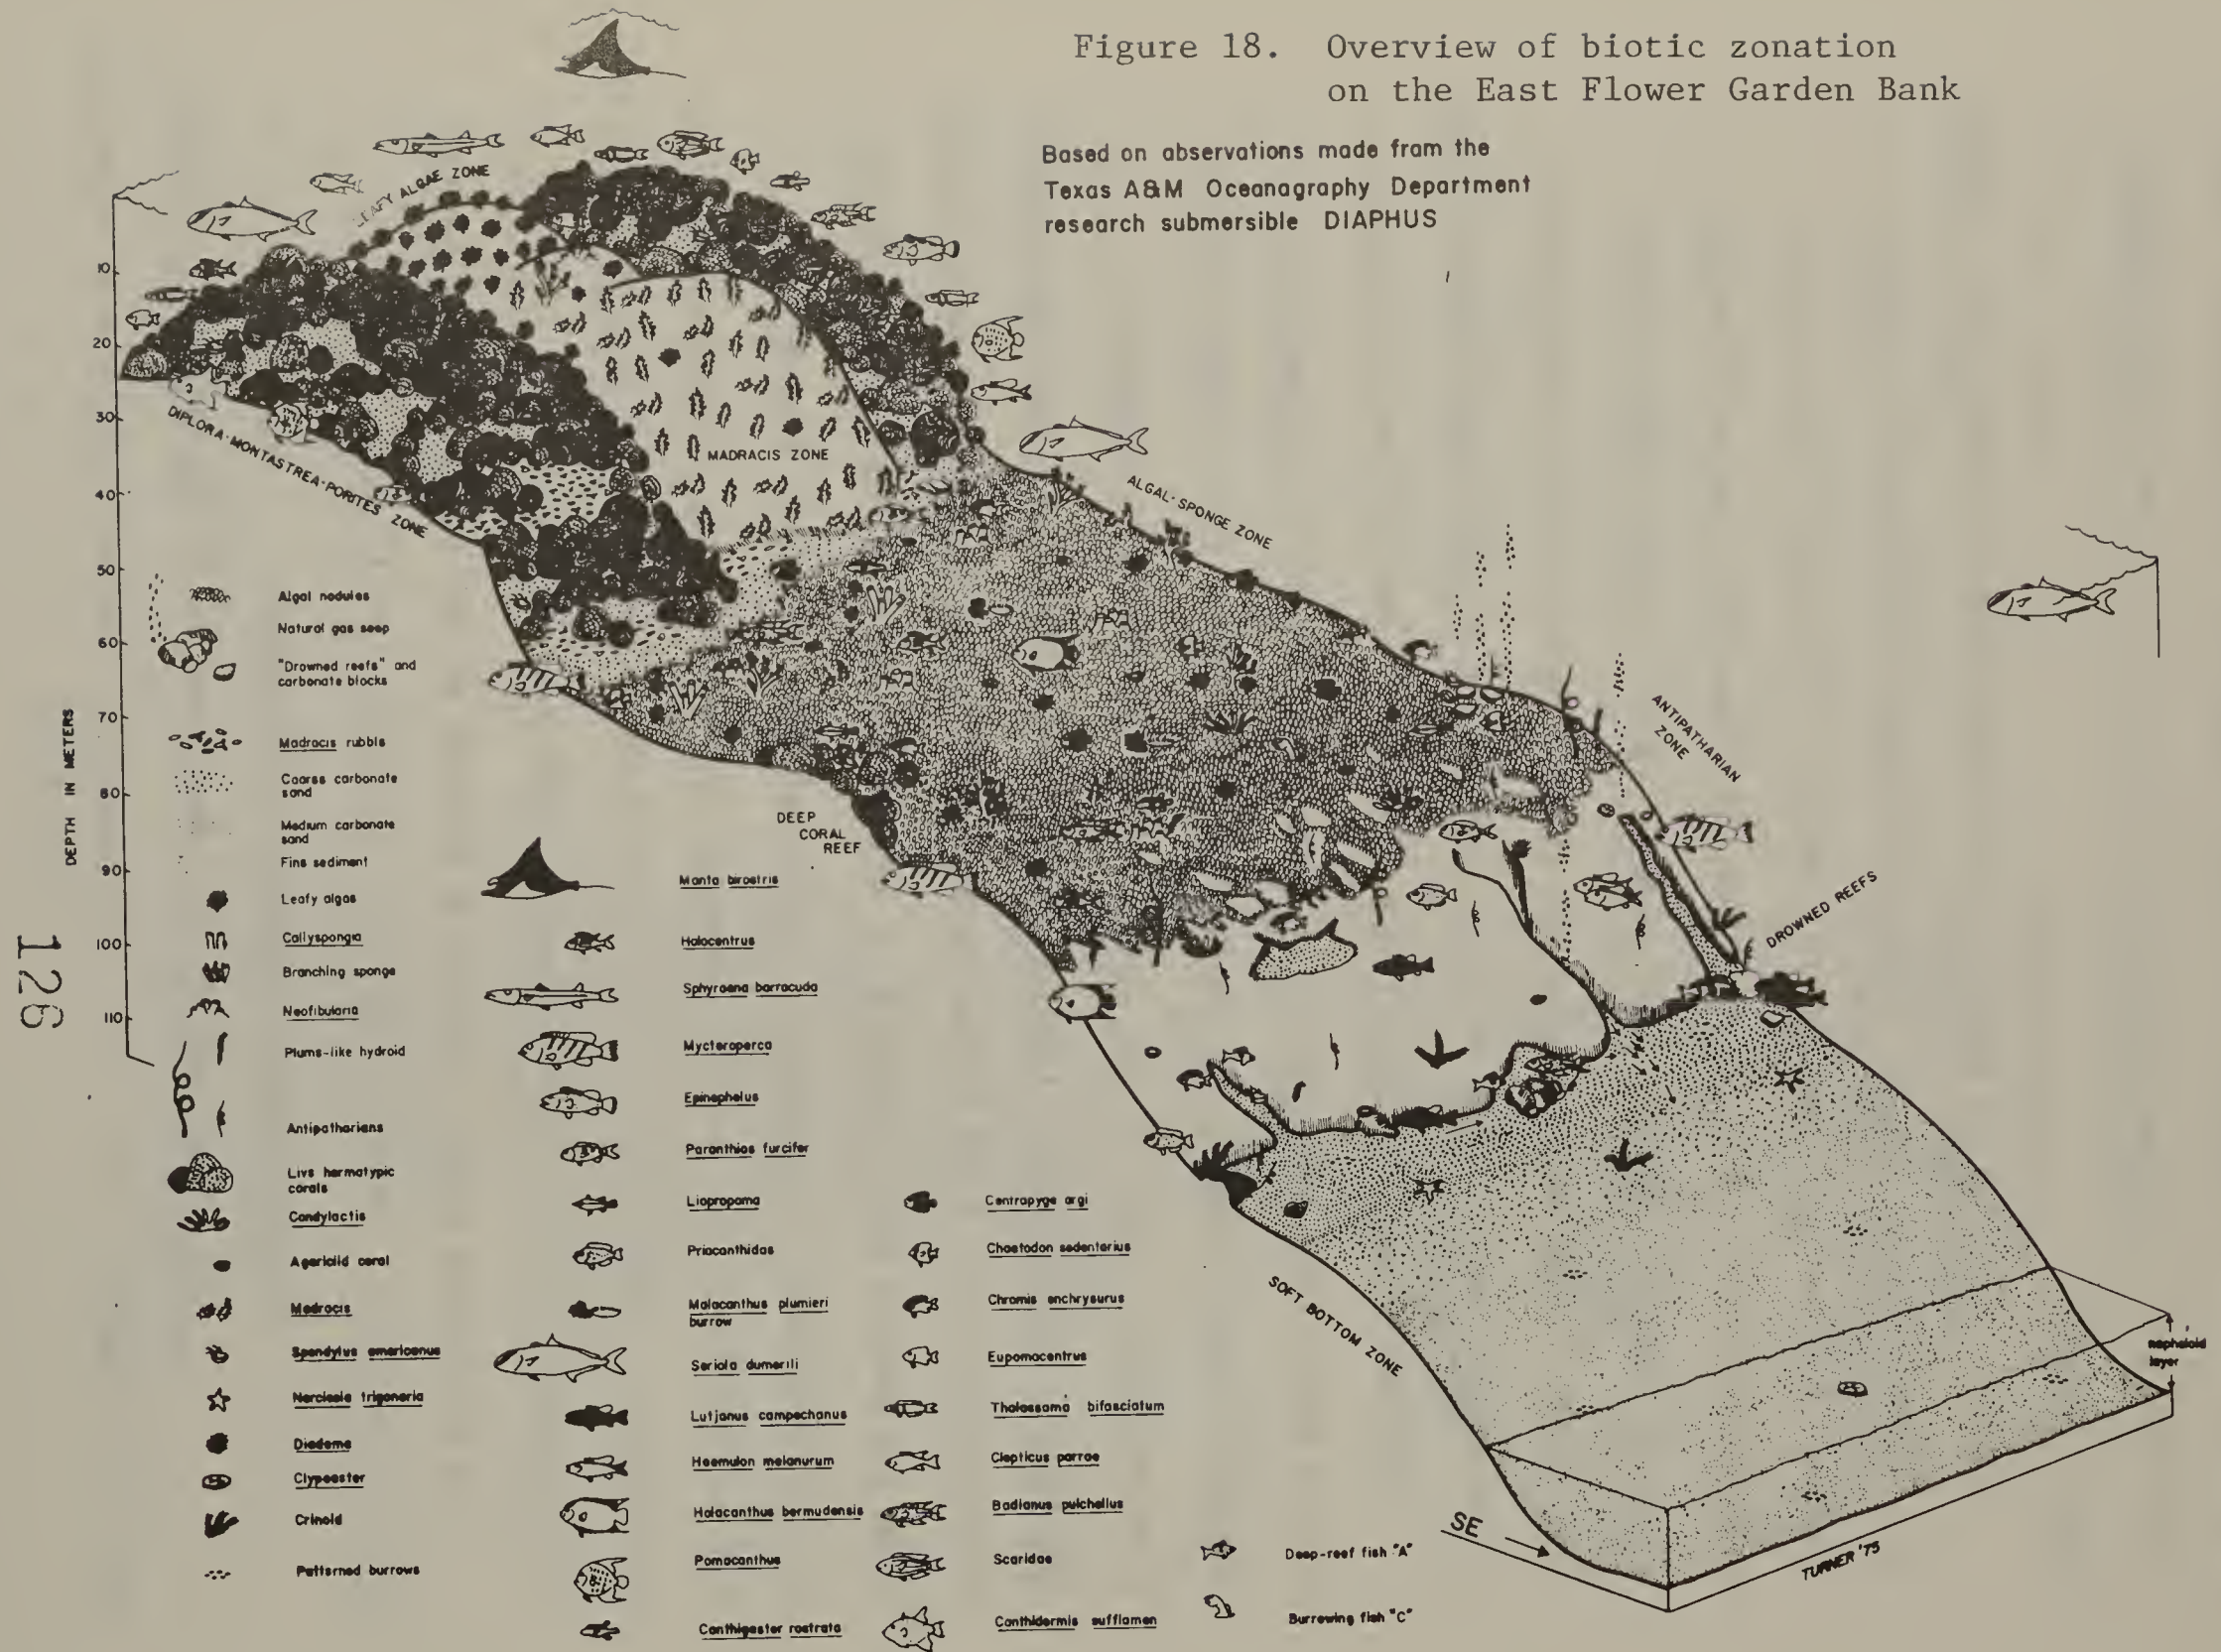 Figure 18. Overview of biotic zonation
on the East Flower Garden Bank
Based on observations made fram the
Texas A&M Oceanagraphy Department
research submersible DIAPHUS
LEAFY ALGAE ZONE
DIPLORA-MONTASTREA-PORITES ZONE
MADRACIS ZONE
ALGAL-SPONGE ZONE
ANTIPATHARIAN
ZONE
DEEP
CORAL
REEF
DROWNED REEFS
SOFT BOTTOM ZONE
nepheloid
layer
SE
TURNER '75
DEPTH IN METERS
10
20
30
40
50
60
70
80
90
100
110
126
Algal nodules
Natural gas seep
"Drowned reefs" and
carbonate blocks
Madracis rubble
Coarse carbonate
sand
Medium carbonate
sand
Fine sediment
Leafy algae
Callyspongia
Branching sponge
Neofibularia
Plume-like hydroid
Antipatharians
Live hermatypic
corals
Condylactis
Agariciid coral
Madracis
Spondylus americanus
Narcissia trigonaria
Diadema
Clypeaster
Crinoid
Patterned burrows
Manta birostris
Holocentrus
Sphyraena barracuda
Mycteroperca
Epinephelus
Paranthias furcifer
Liopropoma
Priacanthidae
Malacanthus plumieri
burrow
Seriola dumerili
Lutjanus campechanus
Haemulon melanurum
Holacanthus bermudensis
Pomacanthus
Canthigaster rostrata
Centropyge argi
Chaetodon sedentarius
Chromis enchrysurus
Eupomacentrus
Thalassoma bifasciatum
Clepticus parrae
Bodianus pulchellus
Scaridae
Canthidermis sufflamen
Deep-reef fish "A"
Burrowing fish "C"